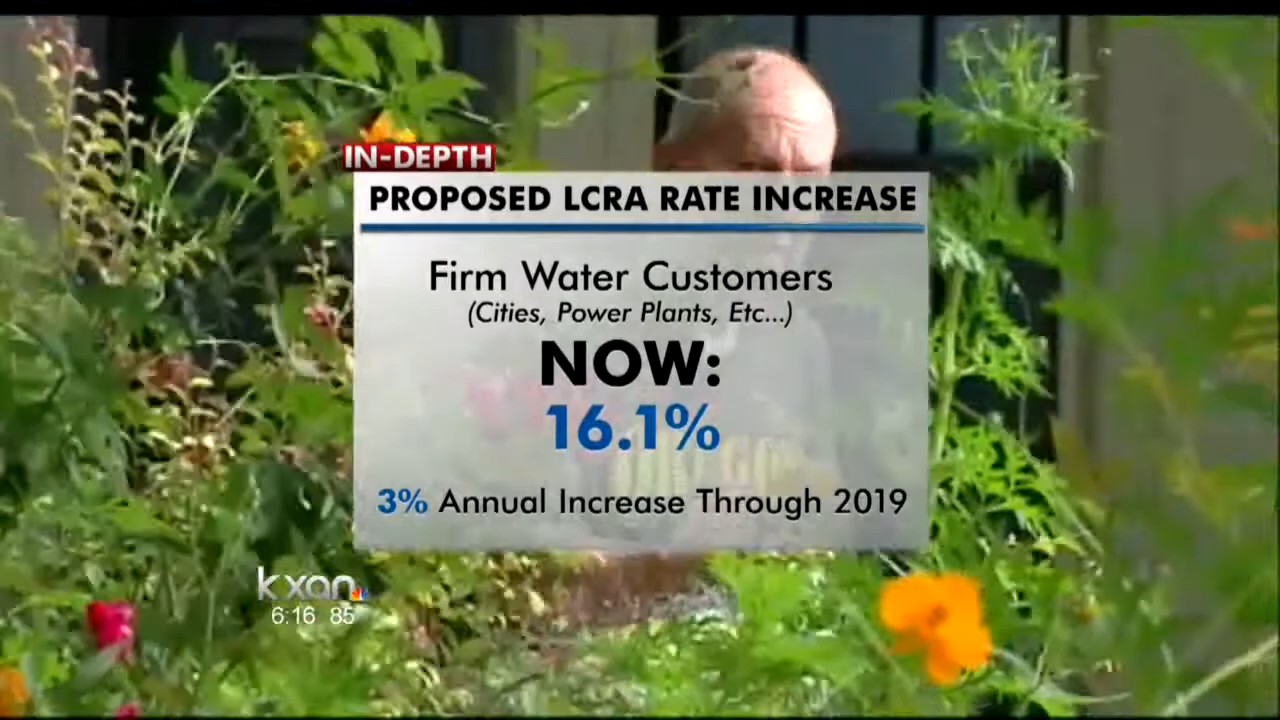 IN-DEPTH
PROPOSED LCRA RATE INCREASE
Firm Water Customers
(Cities, Power Plants, Etc...)
NOW:
16.1%
3% Annual Increase Through 2019
kxan
6:16 85